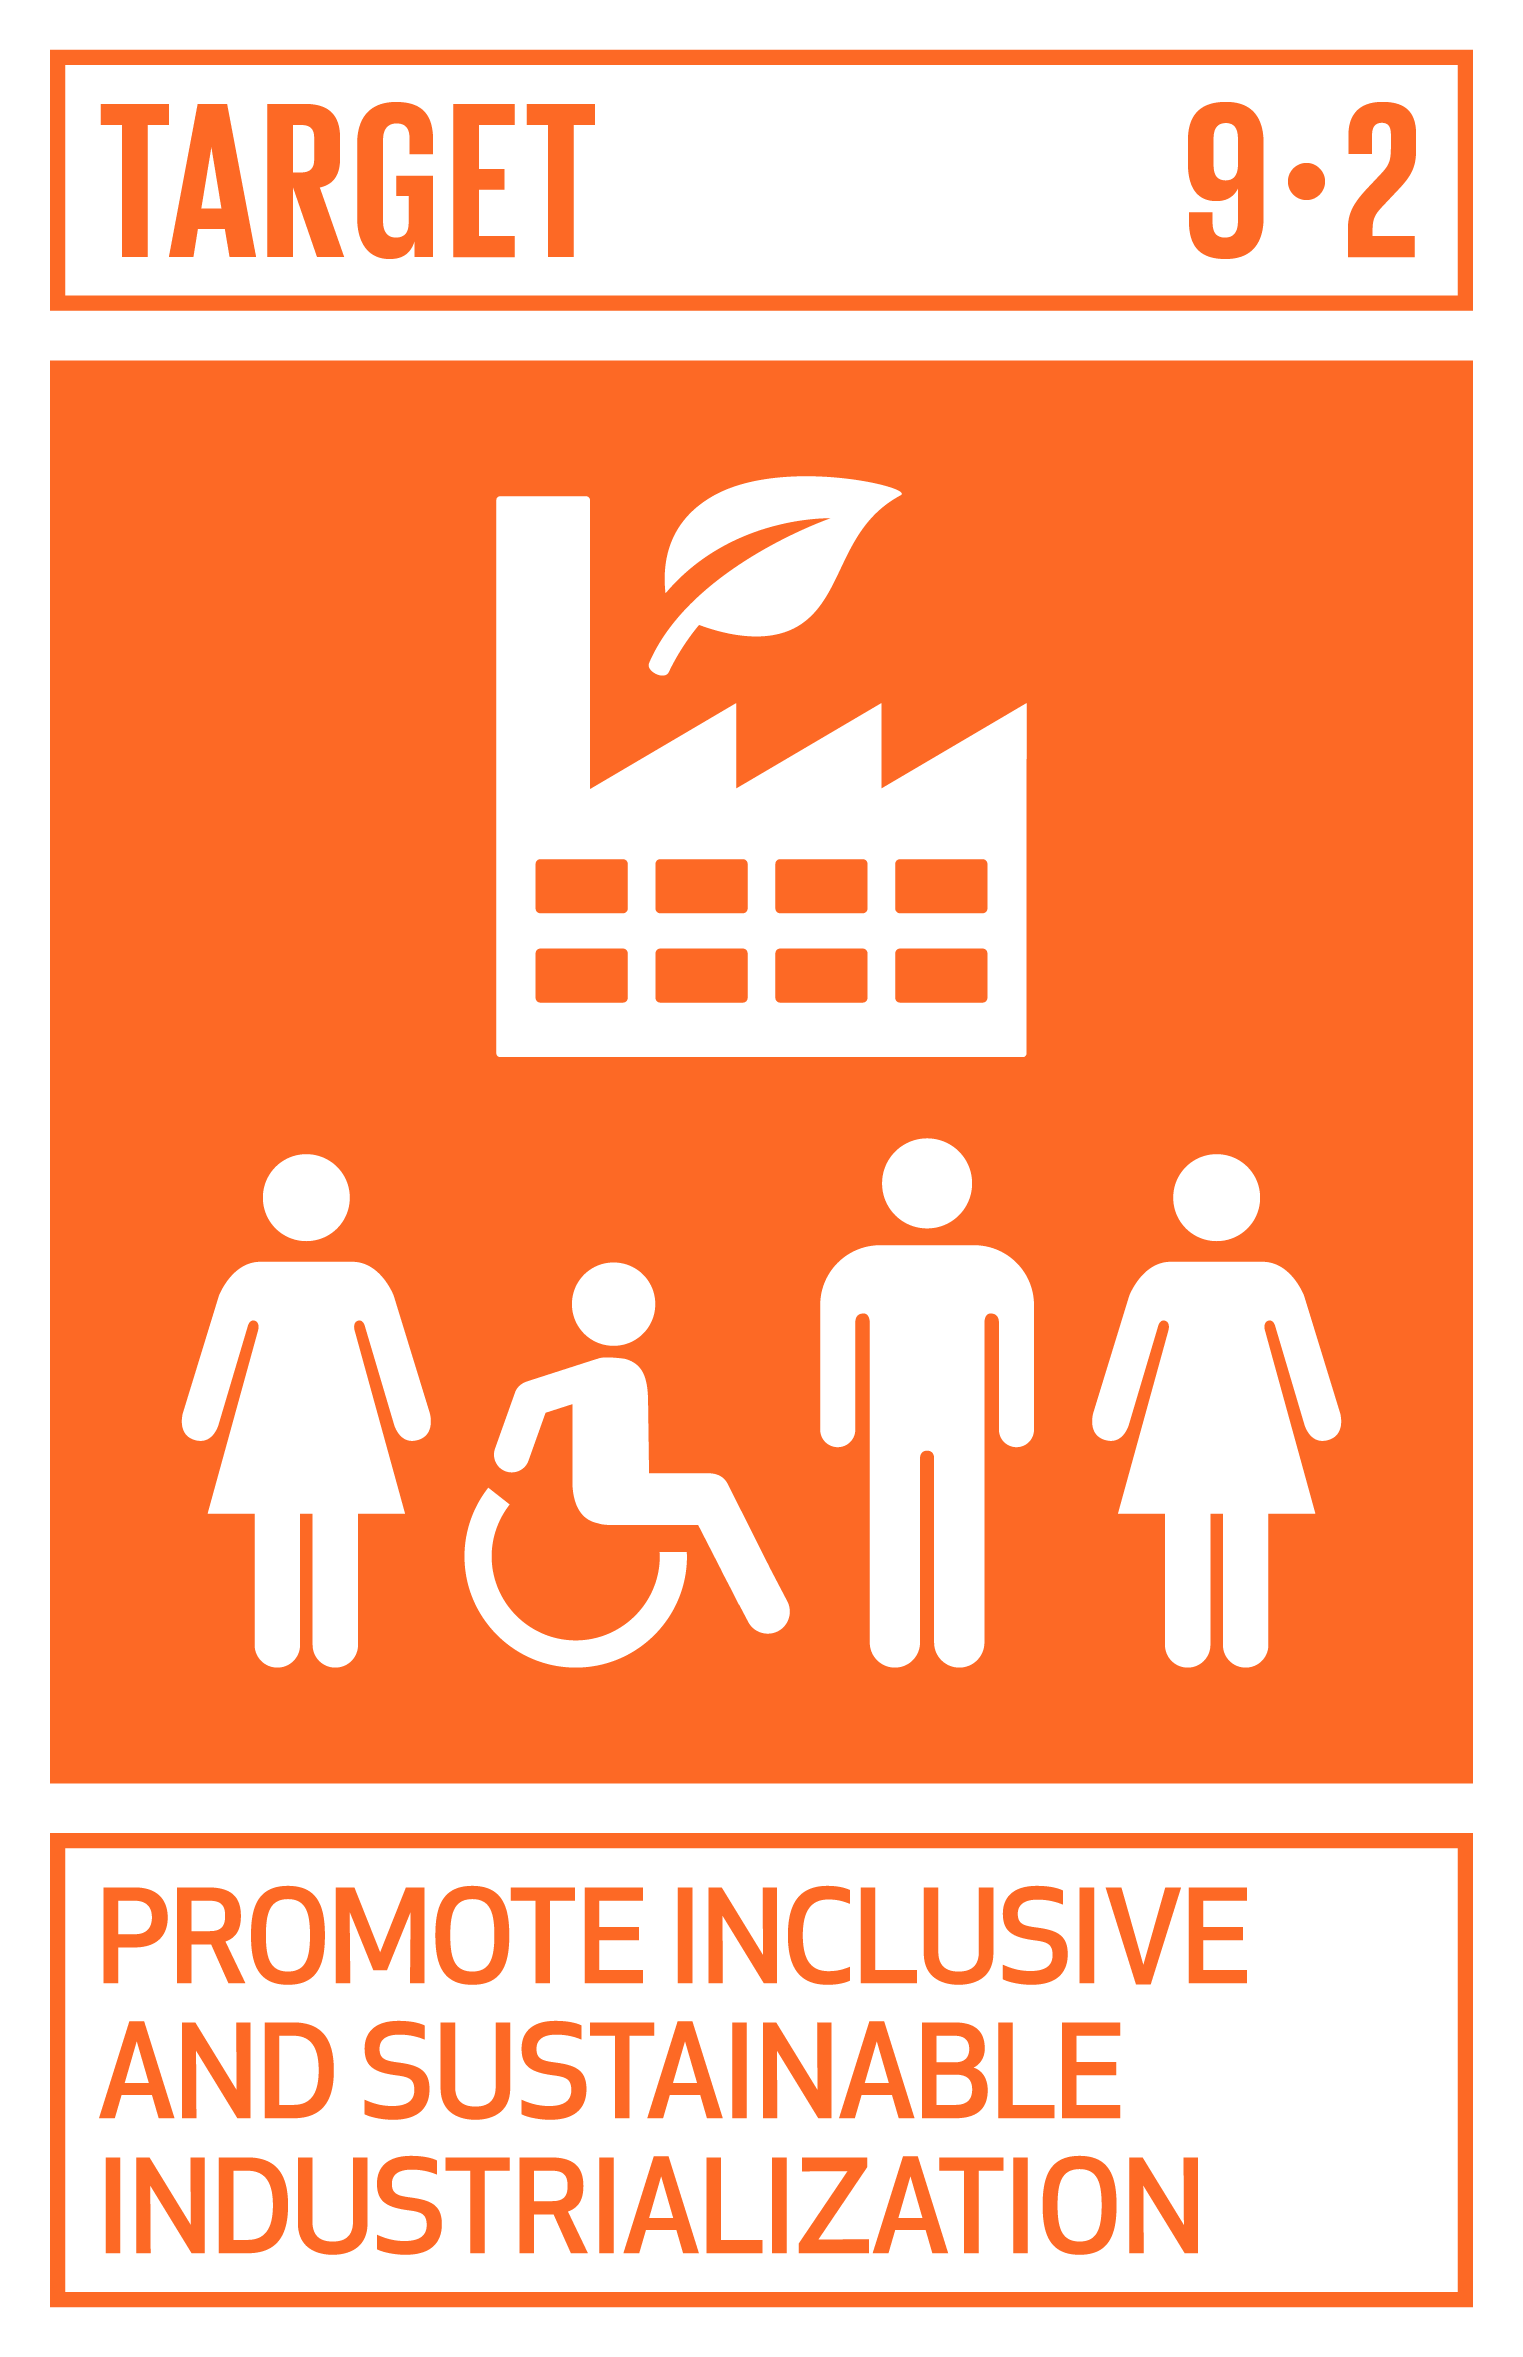 TARGET 9·2
PROMOTE INCLUSIVE
AND SUSTAINABLE
INDUSTRIALIZATION